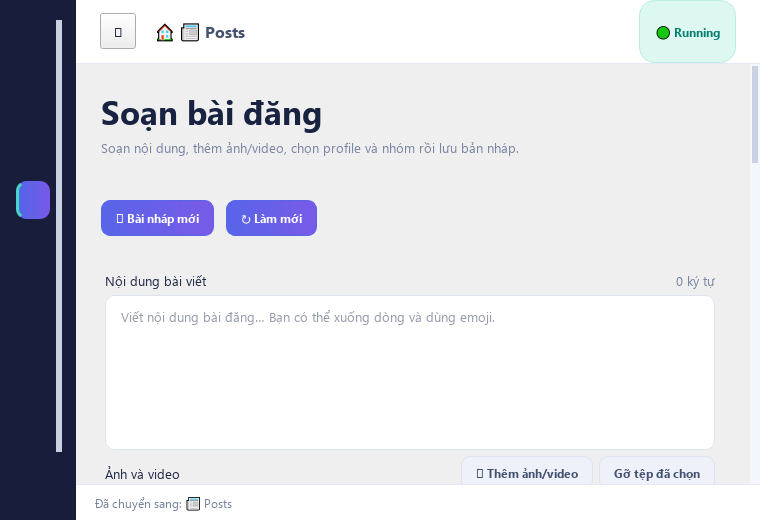 Posts
Running
Soạn bài đăng
Soạn nội dung, thêm ảnh/video, chọn profile và nhóm rồi lưu bản nháp.
Bài nháp mới
↻ Làm mới
Nội dung bài viết
0 ký tự
Viết nội dung bài đăng... Bạn có thể xuống dòng và dùng emoji.
Ảnh và video
Thêm ảnh/video
Gỡ tệp đã chọn
Đã chuyển sang: Posts